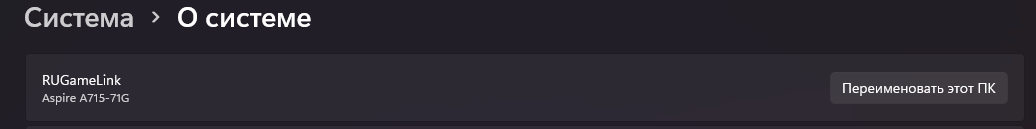 Система > О системе
RUGameLink
Aspire A715-71G
Переименовать этот ПК